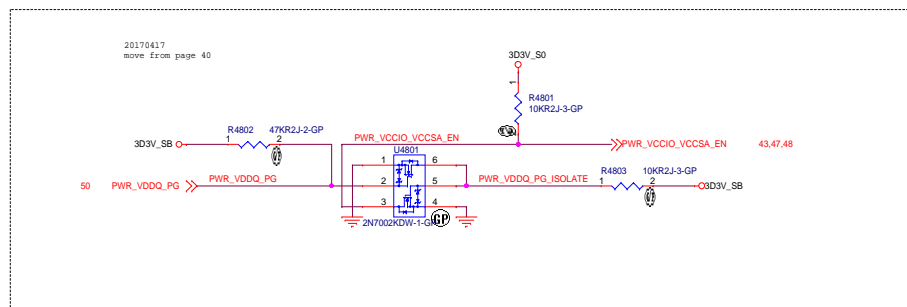 20170417
move from page 40
3D3V_S0
1
R4801
10KR2J-3-GP
2
R4802 47KR2J-2-GP
3D3V_SB 1 2
PWR_VCCIO_VCCSA_EN
PWR_VCCIO_VCCSA_EN 43,47,48
U4801
1 6
50 PWR_VDDQ_PG PWR_VDDQ_PG 2 5 PWR_VDDQ_PG_ISOLATE
R4803 10KR2J-3-GP
1 2 3D3V_SB
3 4
2N7002KDW-1-GP
GP